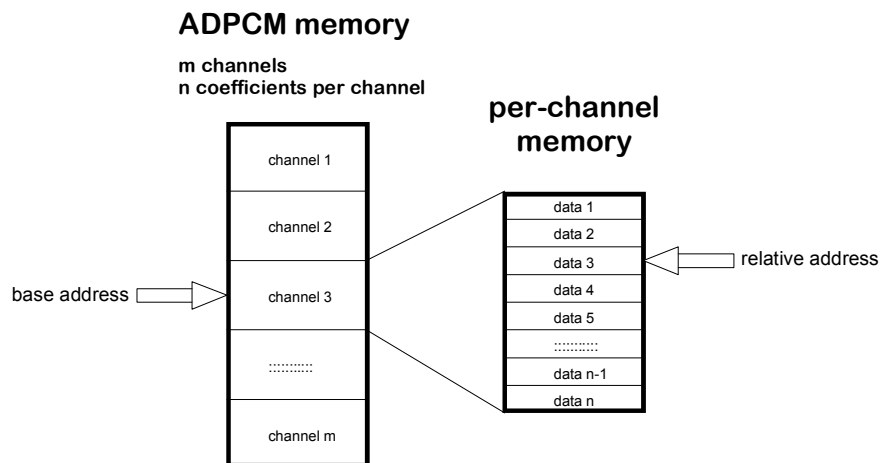 ADPCM memory
m channels
n coefficients per channel
channel 1
channel 2
channel 3
:::::::::::
channel m
base address
per-channel
memory
data 1
data 2
data 3
data 4
data 5
:::::::::::
data n-1
data n
relative address